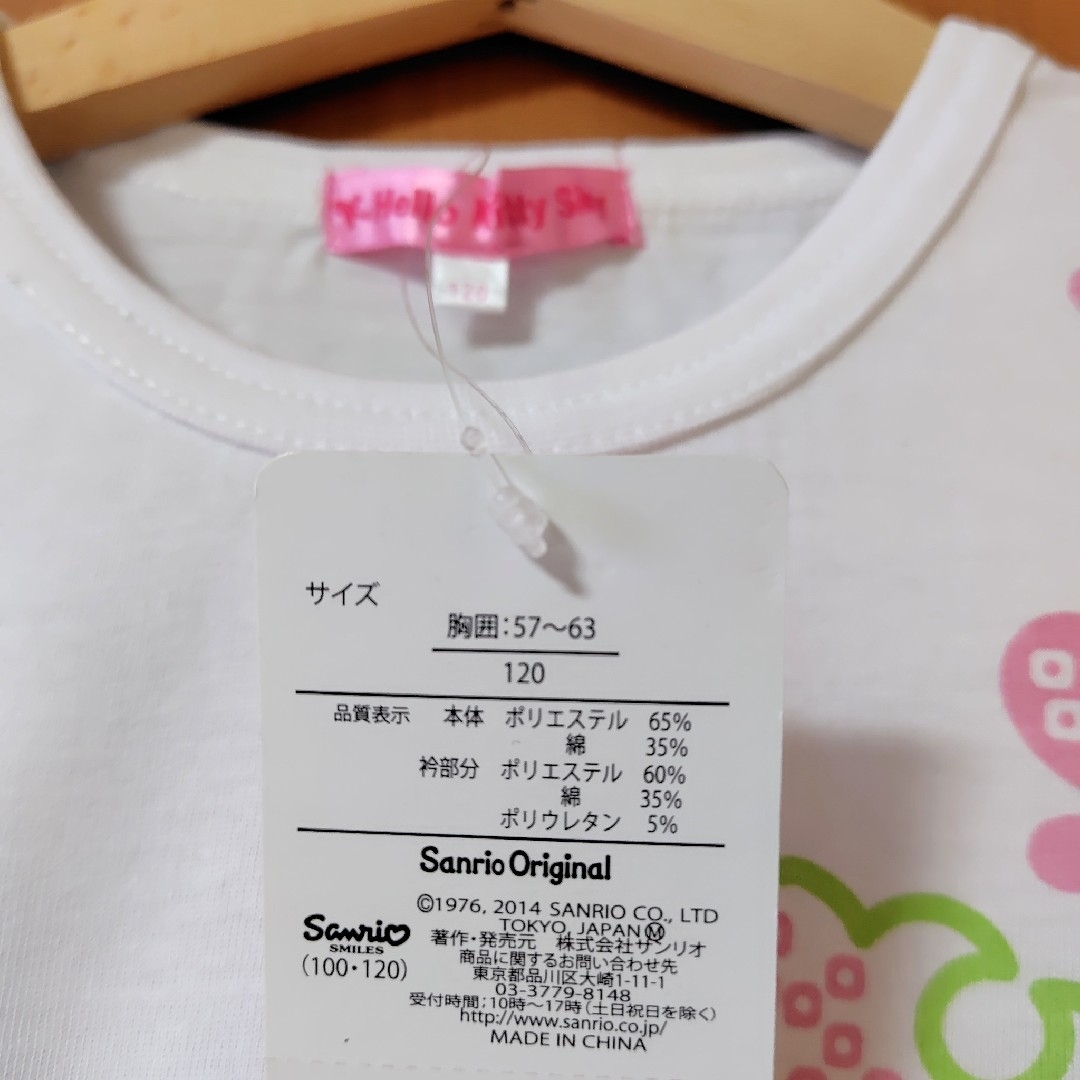 Hello Kitty
120
サイズ
胸囲:57〜63
120
品質表示 本体 ポリエステル 65%
綿 35%
衿部分 ポリエステル 60%
綿 35%
ポリウレタン 5%
Sanrio Original
©1976, 2014 SANRIO CO., LTD
TOKYO, JAPAN Ⓜ
Sanrio
SMILES
(100・120)
著作・発売元 株式会社サンリオ
商品に関するお問い合わせ先
東京都品川区大崎1-11-1
03-3779-8148
受付時間:10時〜17時(土日祝日を除く)
http://www.sanrio.co.jp/
MADE IN CHINA